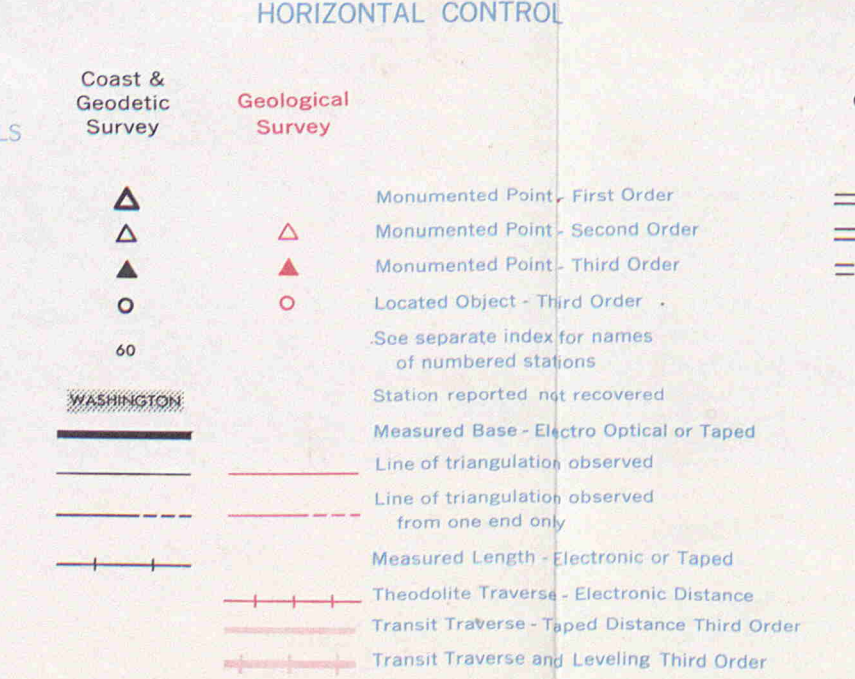 HORIZONTAL CONTROL
Coast &
Geodetic
Survey
Geological
Survey
LS
Monumented Point - First Order
Monumented Point - Second Order
Monumented Point - Third Order
Located Object - Third Order
60
See separate index for names
of numbered stations
WASHINGTON
Station reported not recovered
Measured Base - Electro Optical or Taped
Line of triangulation observed
Line of triangulation observed
from one end only
Measured Length - Electronic or Taped
Theodolite Traverse - Electronic Distance
Transit Traverse - Taped Distance Third Order
Transit Traverse and Leveling Third Order